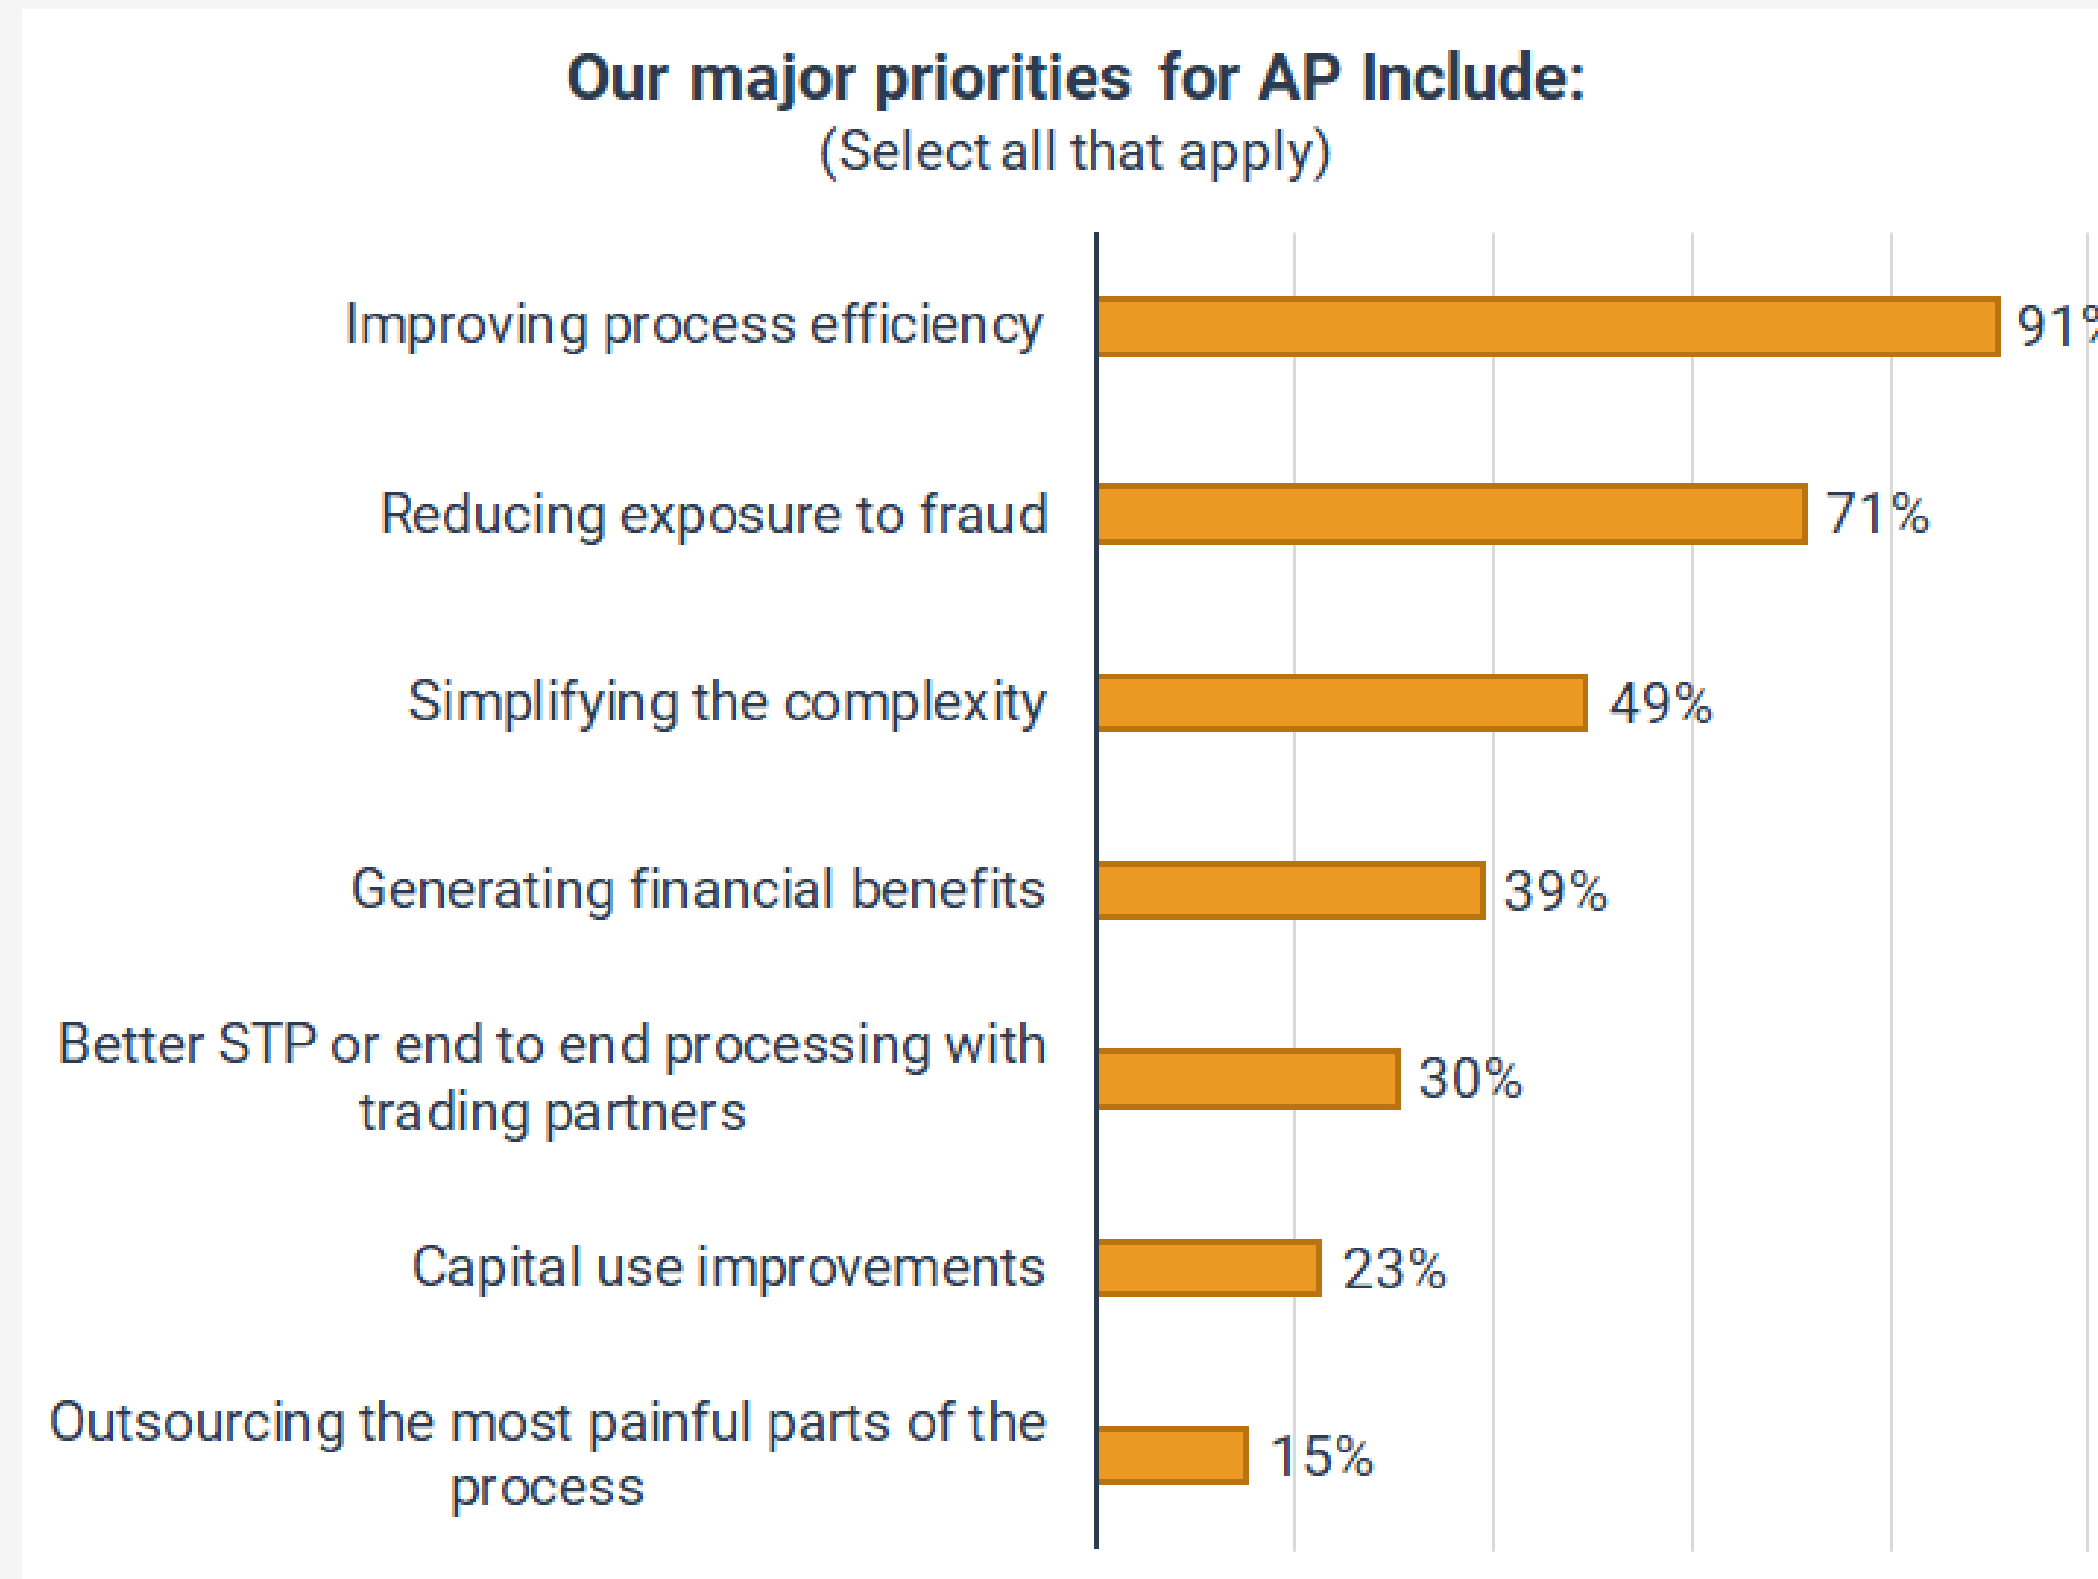 Our major priorities for AP Include:
(Select all that apply)
Improving process efficiency
91%
Reducing exposure to fraud
71%
Simplifying the complexity
49%
Generating financial benefits
39%
Better STP or end to end processing with
trading partners
30%
Capital use improvements
23%
Outsourcing the most painful parts of the
process
15%